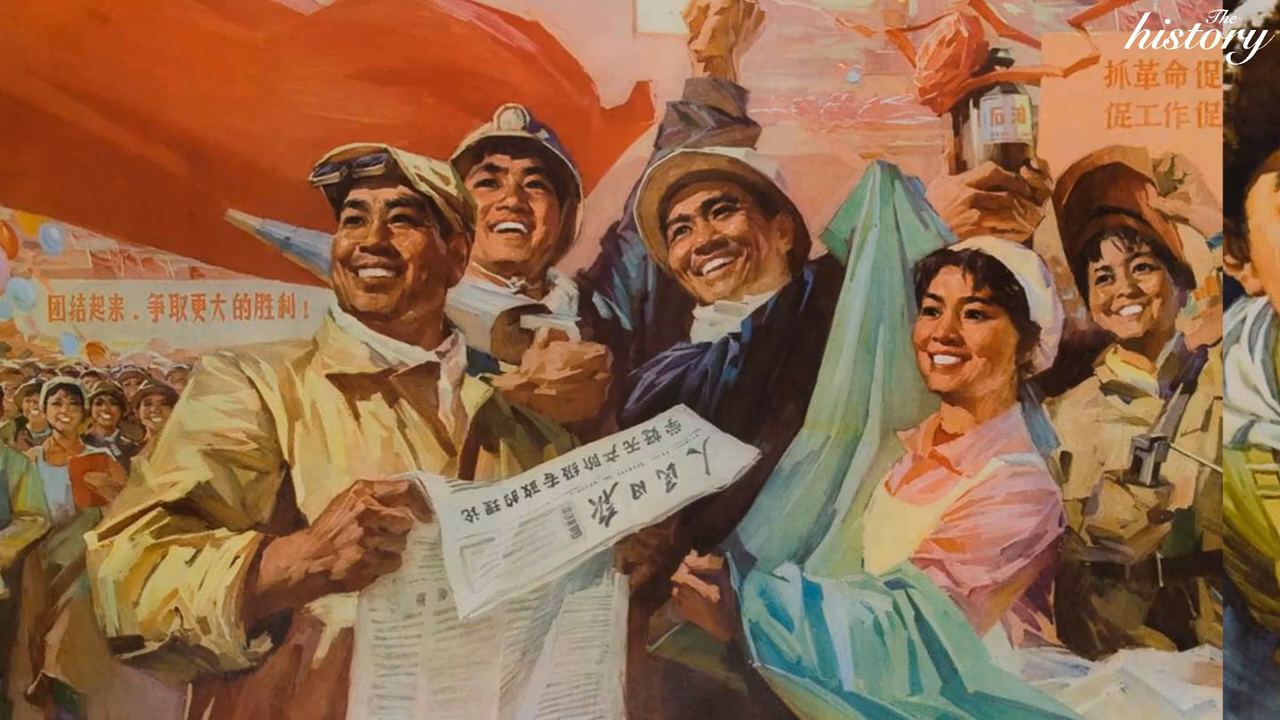 The
history
抓革命 促
促工作 促
石油
团结起来，争取更大的胜利！
人民日报
学好无产阶级专政的理论